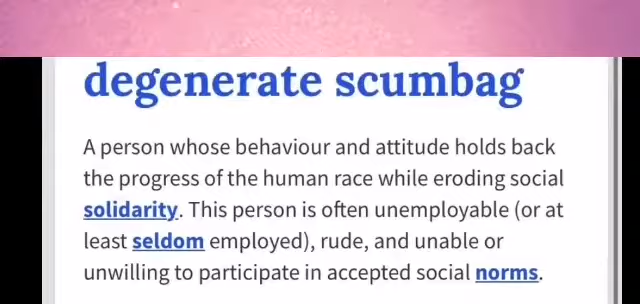 degenerate scumbag
A person whose behaviour and attitude holds back
the progress of the human race while eroding social
solidarity. This person is often unemployable (or at
least seldom employed), rude, and unable or
unwilling to participate in accepted social norms.